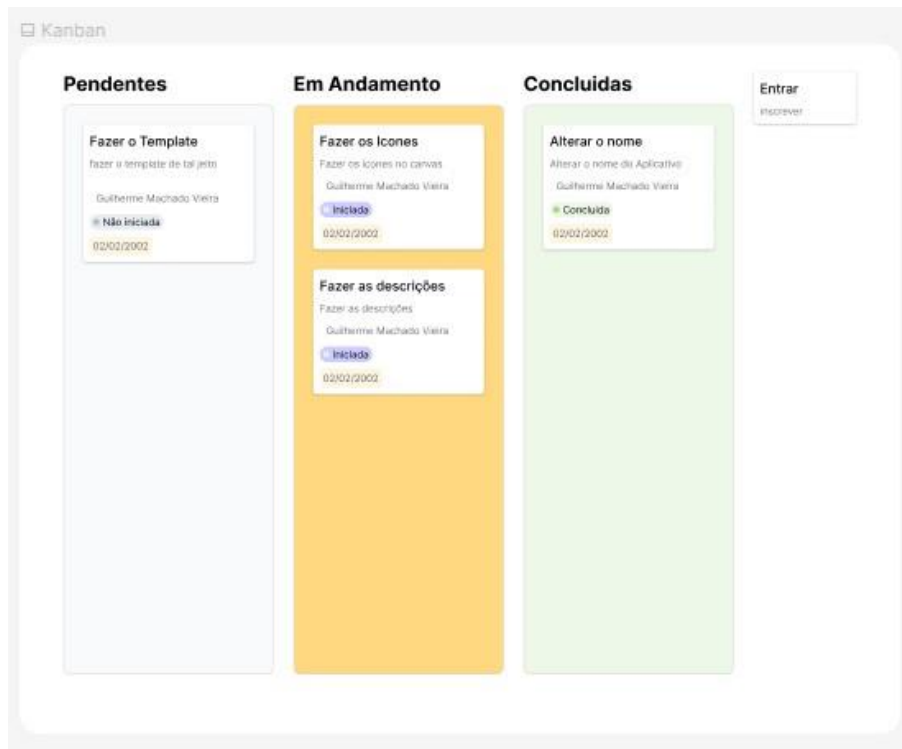 Kanban
Pendentes
Fazer o Template
fazer o template de tal jeito
Guilherme Machado Vieira
Não iniciada
02/02/2002
Em Andamento
Fazer os Icones
Fazer os ícones no canvas
Guilherme Machado Vieira
Iniciada
02/02/2002
Fazer as descrições
Fazer as descrições
Guilherme Machado Vieira
Iniciada
02/02/2002
Concluidas
Alterar o nome
Alterar o nome do Aplicativo
Guilherme Machado Vieira
Concluida
02/02/2002
Entrar
inscrever